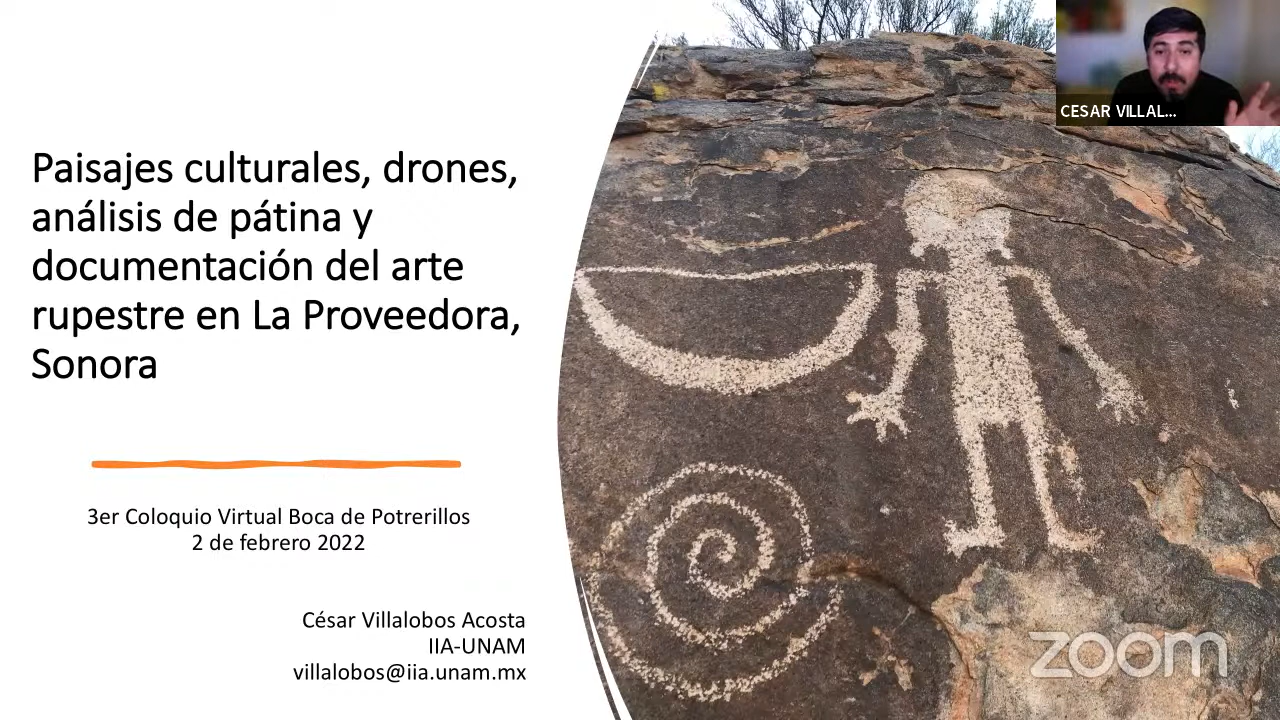 Paisajes culturales, drones,
análisis de pátina y
documentación del arte
rupestre en La Proveedora,
Sonora
3er Coloquio Virtual Boca de Potrerillos
2 de febrero 2022
César Villalobos Acosta
IIA-UNAM
villalobos@iia.unam.mx
CESAR VILLAL...
zoom